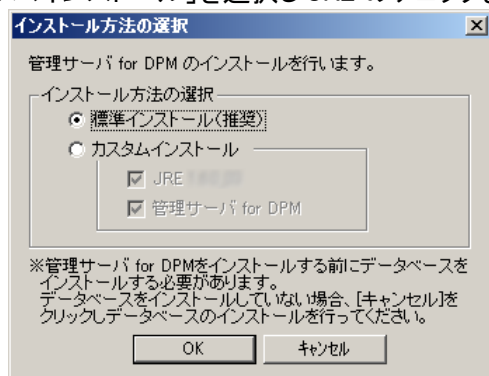 インストール方法の選択
管理サーバ for DPM のインストールを行います。
インストール方法の選択
標準インストール(推奨)
カスタムインストール
JRE
管理サーバ for DPM
※管理サーバ for DPMをインストールする前にデータベースを
インストールする必要があります。
データベースをインストールしていない場合、[キャンセル]を
クリックしデータベースのインストールを行ってください。
OK
キャンセル